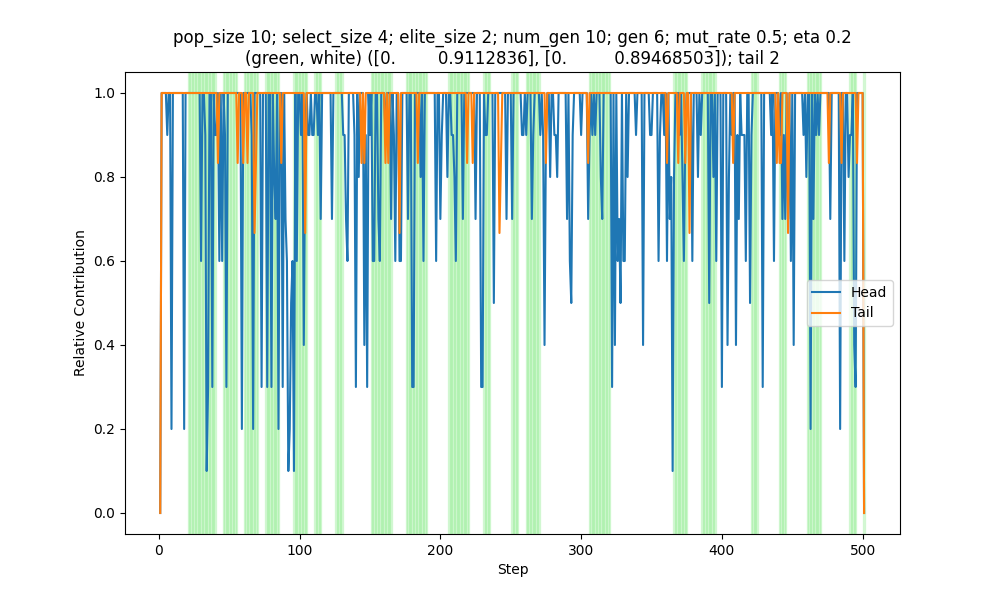 pop_size 10; select_size 4; elite_size 2; num_gen 10; gen 6; mut_rate 0.5; eta 0.2
(green, white) ([0. 0.9112836], [0. 0.89468503]); tail 2
1.0
0.8
0.6
0.4
0.2
0.0
Relative Contribution
Head
Tail
0 100 200 300 400 500
Step